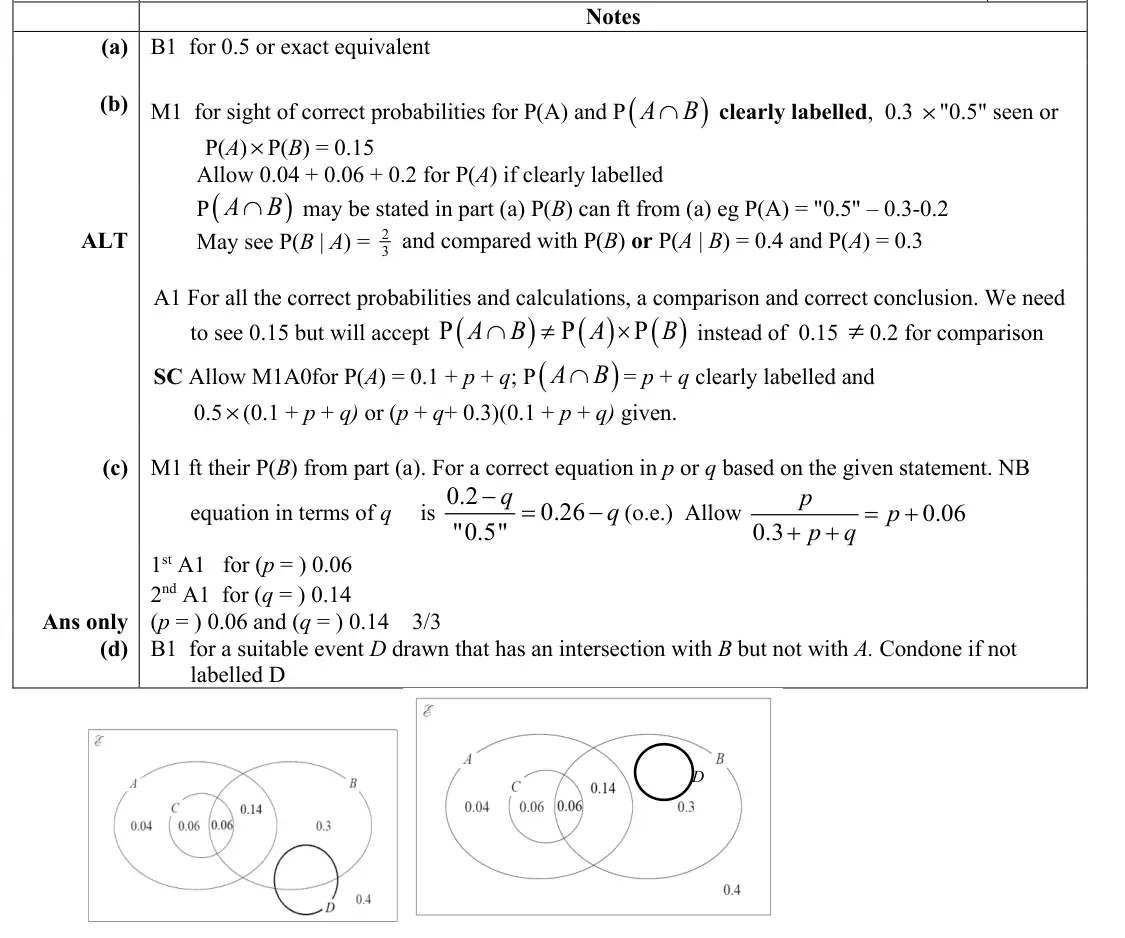 Notes
(a) B1 for 0.5 or exact equivalent
(b) M1 for sight of correct probabilities for P(A) and P(A∩B) clearly labelled, 0.3 ×"0.5" seen or
P(A)×P(B) = 0.15
Allow 0.04 + 0.06 + 0.2 for P(A) if clearly labelled
P(A∩B) may be stated in part (a) P(B) can ft from (a) eg P(A) = "0.5" – 0.3-0.2
ALT May see P(B | A) = 2/3 and compared with P(B) or P(A | B) = 0.4 and P(A) = 0.3
A1 For all the correct probabilities and calculations, a comparison and correct conclusion. We need
to see 0.15 but will accept P(A∩B)≠P(A)×P(B) instead of 0.15 ≠ 0.2 for comparison
SC Allow M1A0for P(A) = 0.1 + p + q; P(A∩B)= p + q clearly labelled and
0.5×(0.1 + p + q) or (p + q+ 0.3)(0.1 + p + q) given.
(c) M1 ft their P(B) from part (a). For a correct equation in p or q based on the given statement. NB
equation in terms of q is (0.2 – q)/"0.5" = 0.26 – q (o.e.) Allow p/(0.3 + p + q) = p + 0.06
1st A1 for (p = ) 0.06
2nd A1 for (q = ) 0.14
Ans only (p = ) 0.06 and (q = ) 0.14 3/3
(d) B1 for a suitable event D drawn that has an intersection with B but not with A. Condone if not
labelled D
ℰ
A
B
C
0.14
0.04
0.06
0.06
0.3
0.4
D
ℰ
A
B
D
C
0.14
0.04
0.06
0.06
0.3
0.4